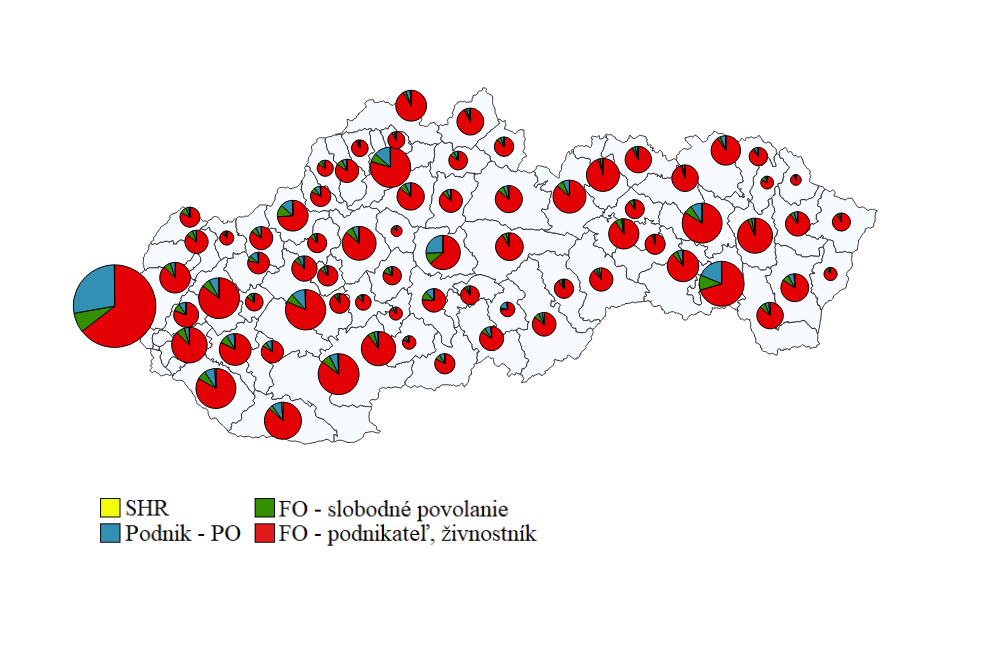 SHR
FO - slobodné povolanie
Podnik - PO
FO - podnikateľ, živnostník